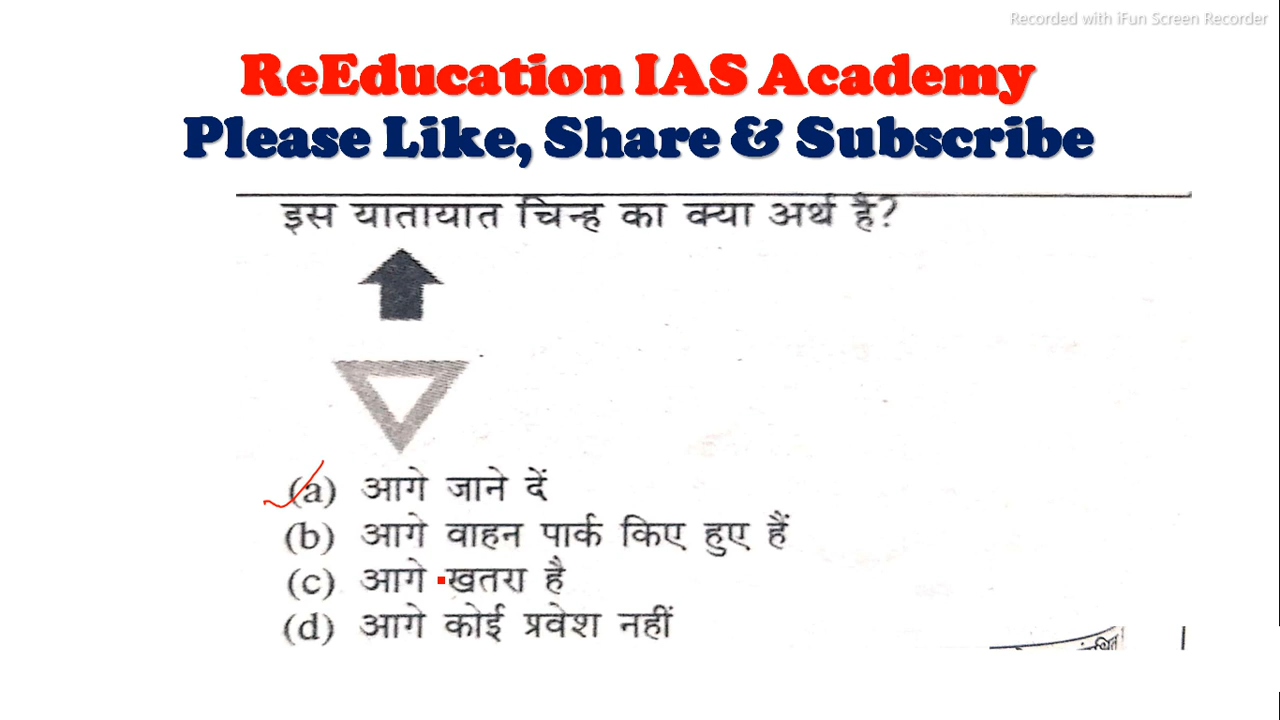 Recorded with iFun Screen Recorder
ReEducation IAS Academy
Please Like, Share & Subscribe
इस यातायात चिन्ह का क्या अर्थ है?
(a) आगे जाने दें
(b) आगे वाहन पार्क किए हुए हैं
(c) आगे खतरा है
(d) आगे कोई प्रवेश नहीं